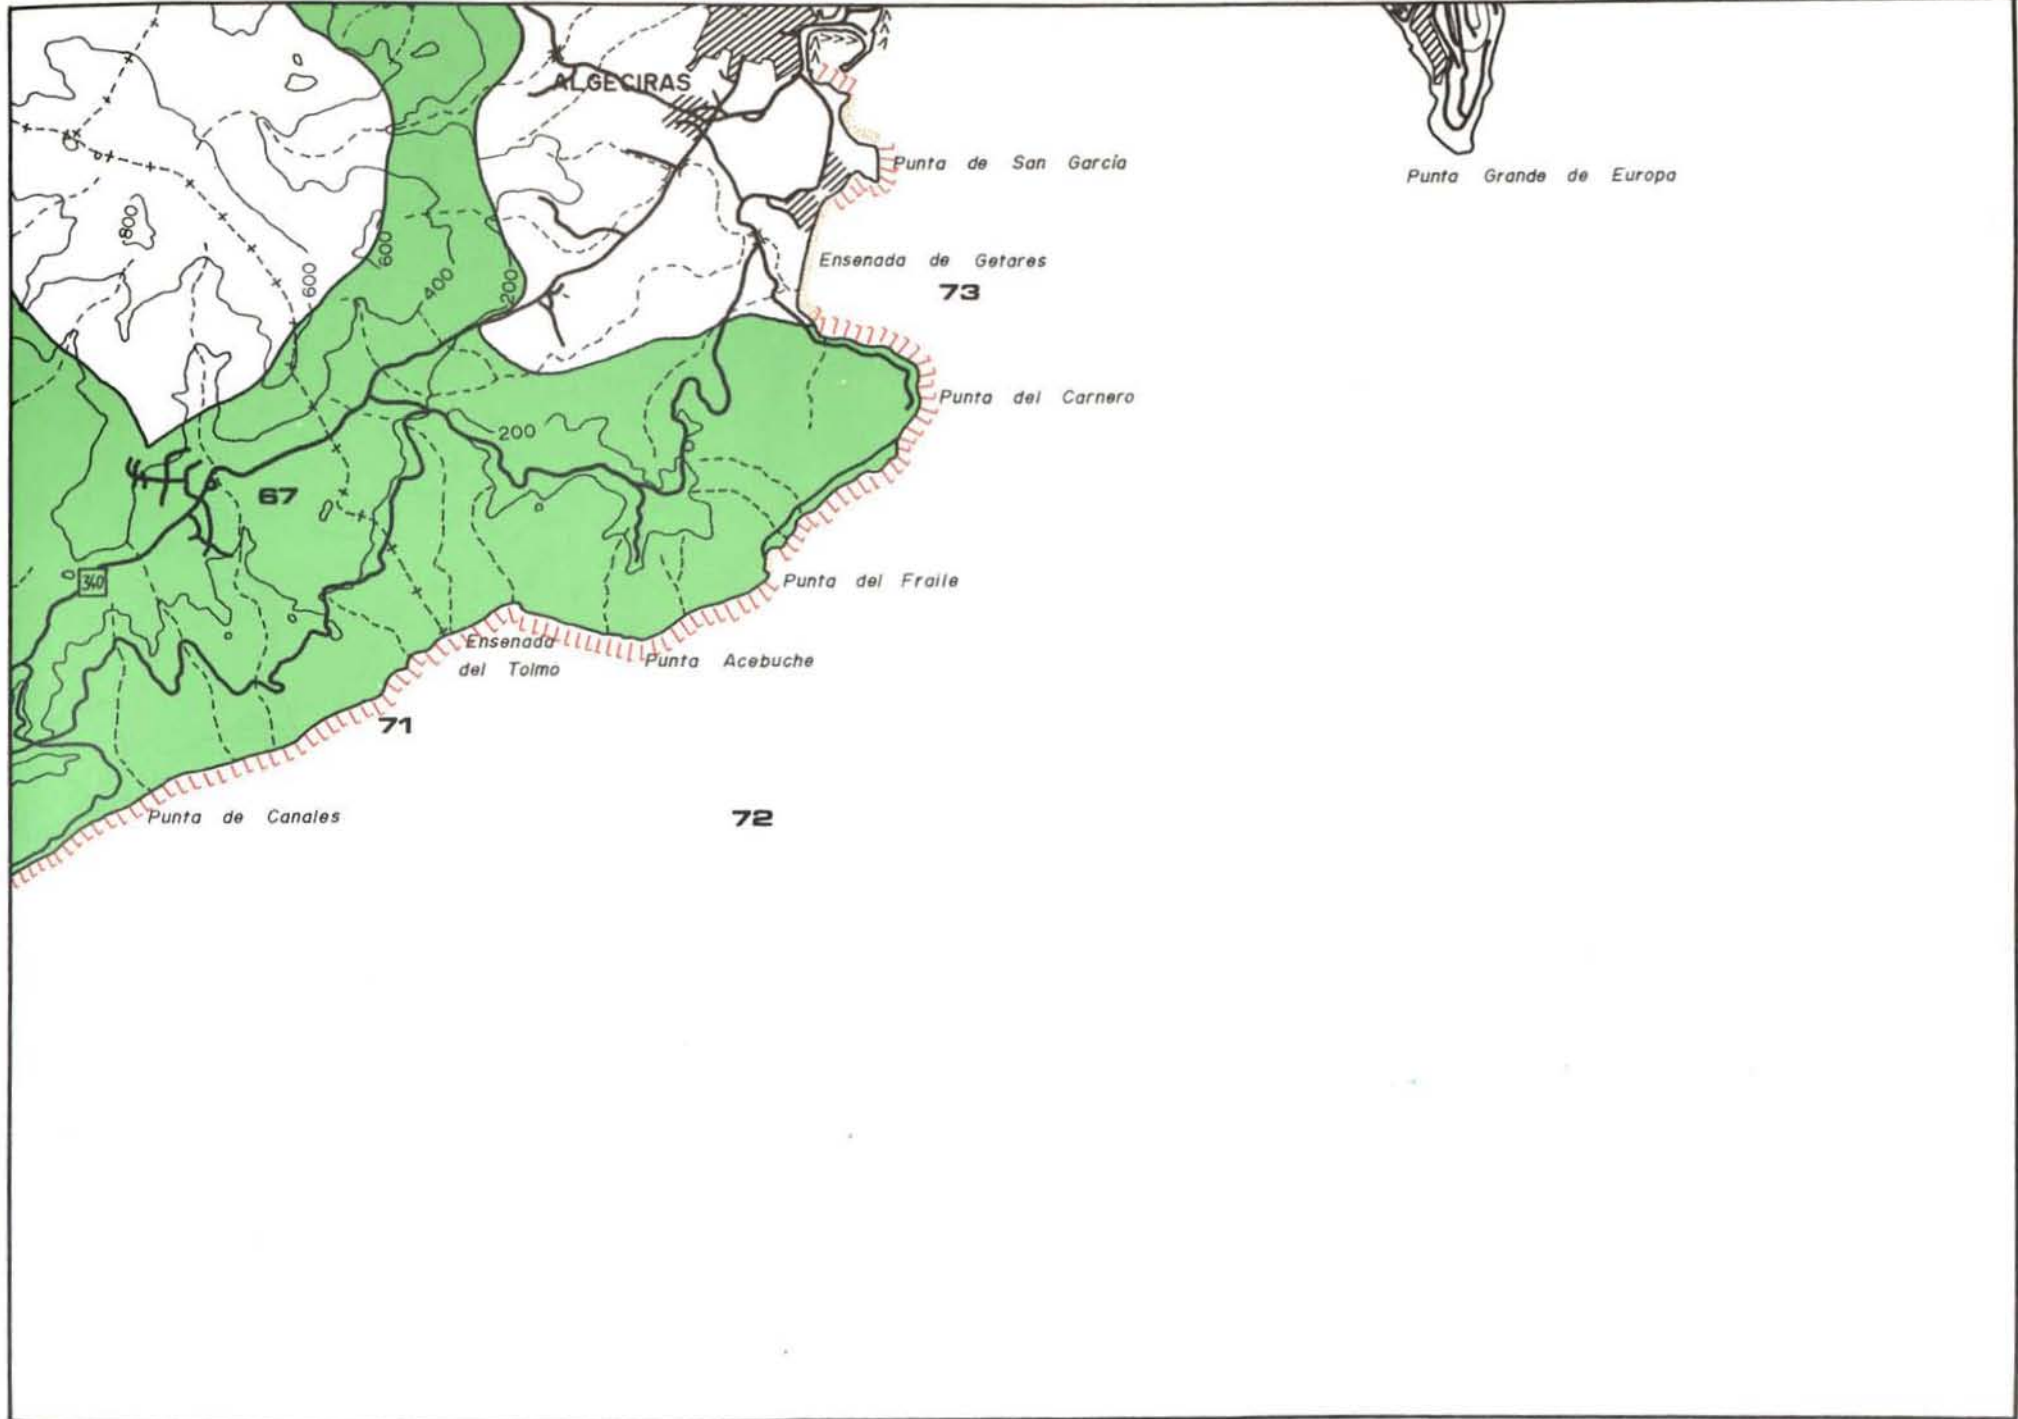 ALGECIRAS
Punta de San García
Punta Grande de Europa
800
600
600
400
200
Ensenada de Getares
73
Punta del Carnero
200
67
340
Punta del Fraile
Ensenada
del Tolmo
Punta Acebuche
71
Punta de Canales
72